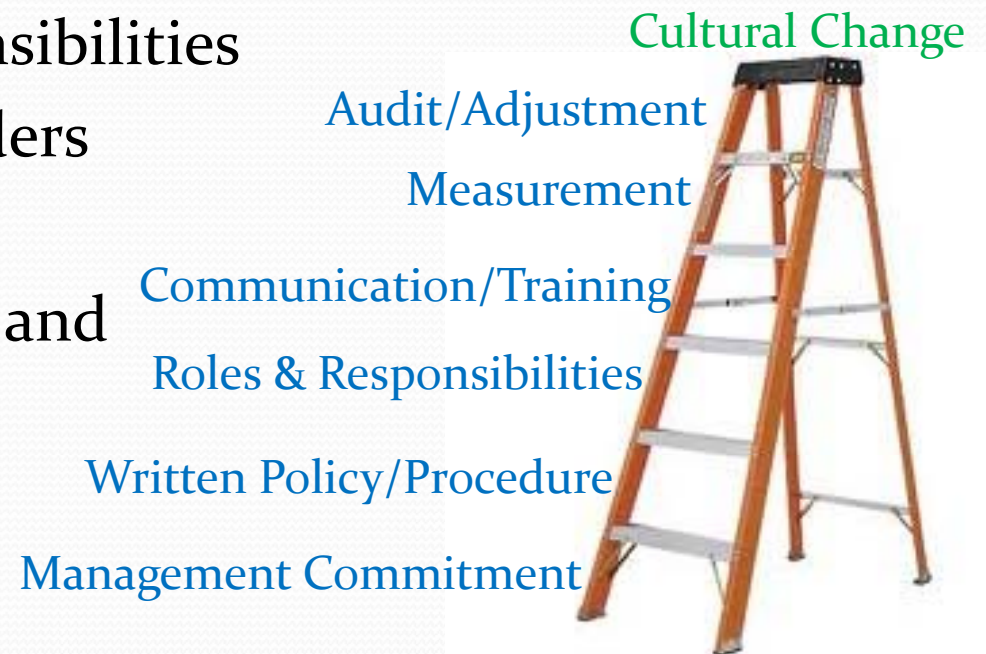 nsibilities
ders
and
Cultural Change
Audit/Adjustment
Measurement
Communication/Training
Roles & Responsibilities
Written Policy/Procedure
Management Commitment